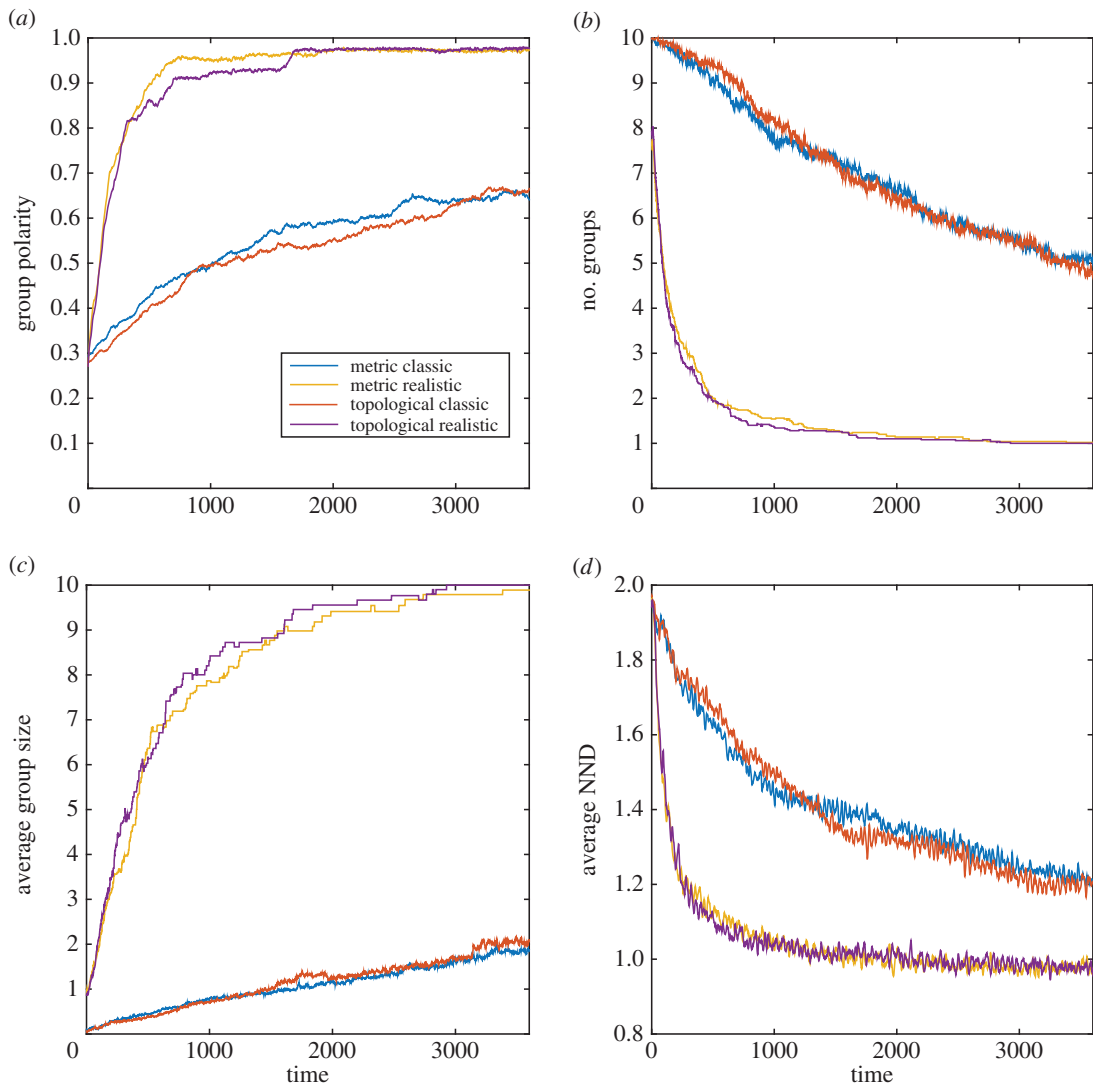 (a)
1.0
0.9
0.8
0.7
0.6
0.5
0.4
0.3
0.2
0.1
0 1000 2000 3000
group polarity
metric classic
metric realistic
topological classic
topological realistic
(b)
10
9
8
7
6
5
4
3
2
1
0 1000 2000 3000
no. groups
(c)
10
9
8
7
6
5
4
3
2
1
0 1000 2000 3000
average group size
time
(d)
2.0
1.8
1.6
1.4
1.2
1.0
0.8
0 1000 2000 3000
average NND
time